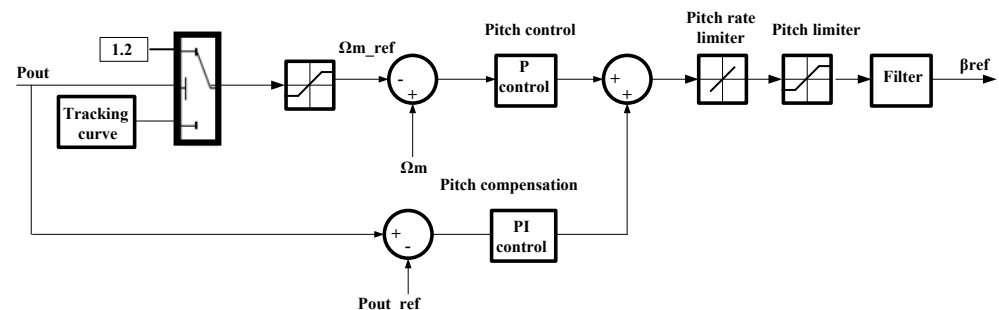 1.2
Pout
Tracking
curve
Ωm_ref
-
+
Ωm
Pitch control
P
control
+
+
Pitch rate
limiter
Pitch limiter
Filter
βref
Pitch compensation
+
-
PI
control
Pout_ref